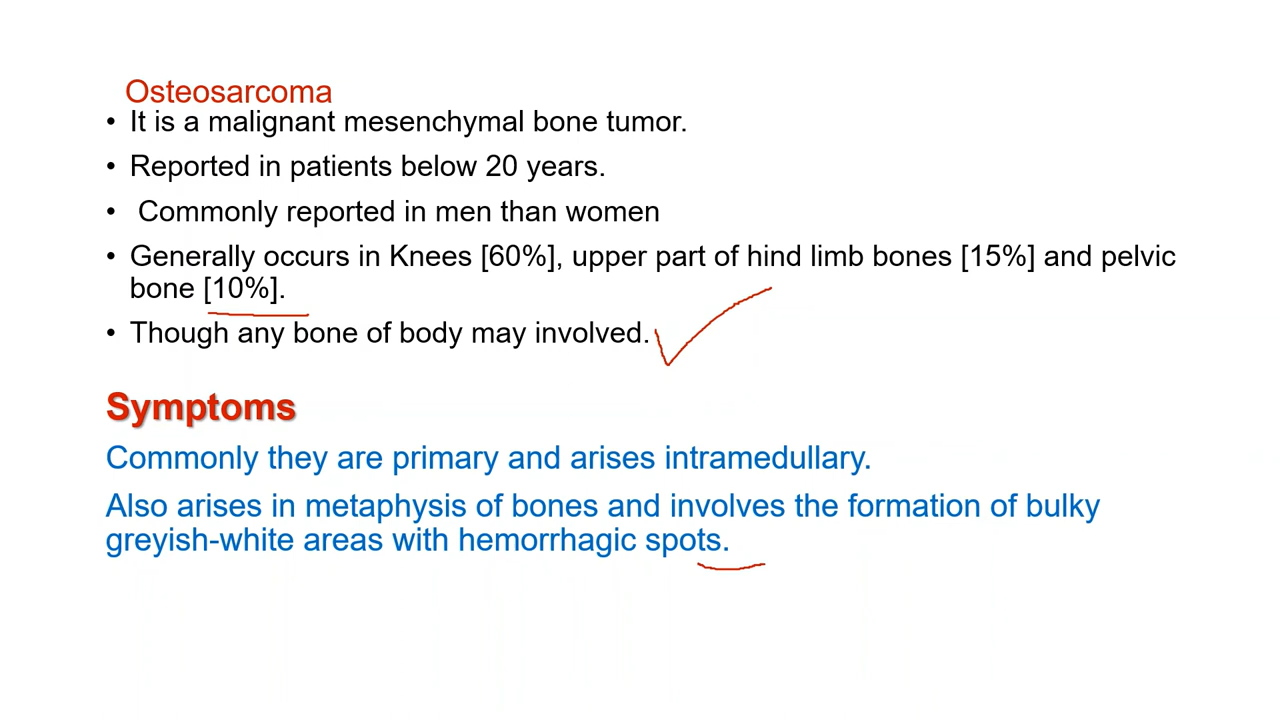 Osteosarcoma
• It is a malignant mesenchymal bone tumor.
• Reported in patients below 20 years.
• Commonly reported in men than women
• Generally occurs in Knees [60%], upper part of hind limb bones [15%] and pelvic
bone [10%].
• Though any bone of body may involved.
Symptoms
Commonly they are primary and arises intramedullary.
Also arises in metaphysis of bones and involves the formation of bulky
greyish-white areas with hemorrhagic spots.